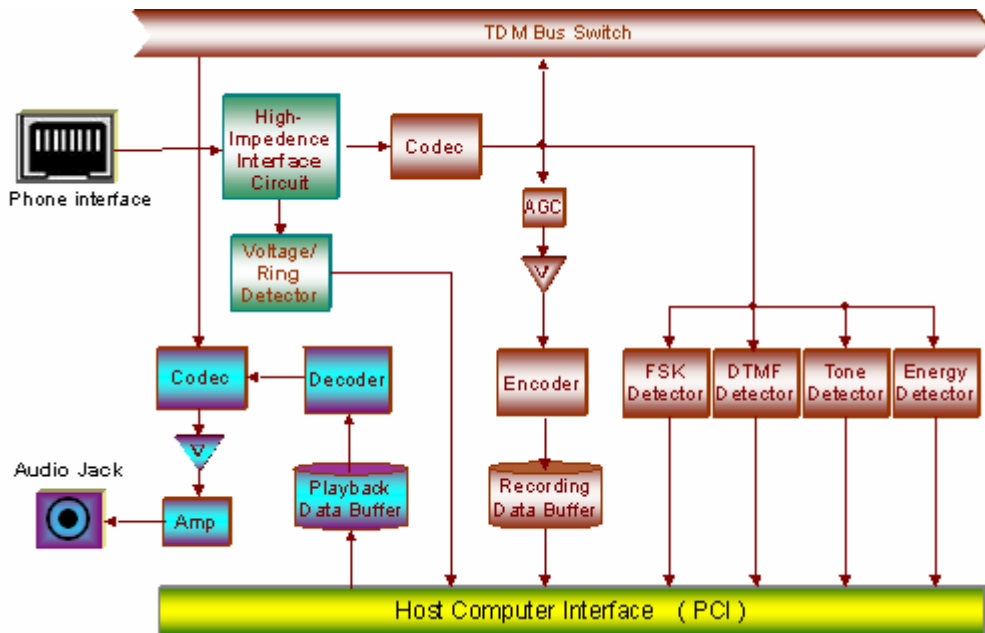 TDM Bus Switch
High-
Impedence
Interface
Circuit
Codec
Phone interface
AGC
Voltage/
Ring
Detector
V
Codec
Decoder
Encoder
FSK
Detector
DTMF
Detector
Tone
Detector
Energy
Detector
V
Audio Jack
Amp
Playback
Data Buffer
Recording
Data Buffer
Host Computer Interface ( PCI )